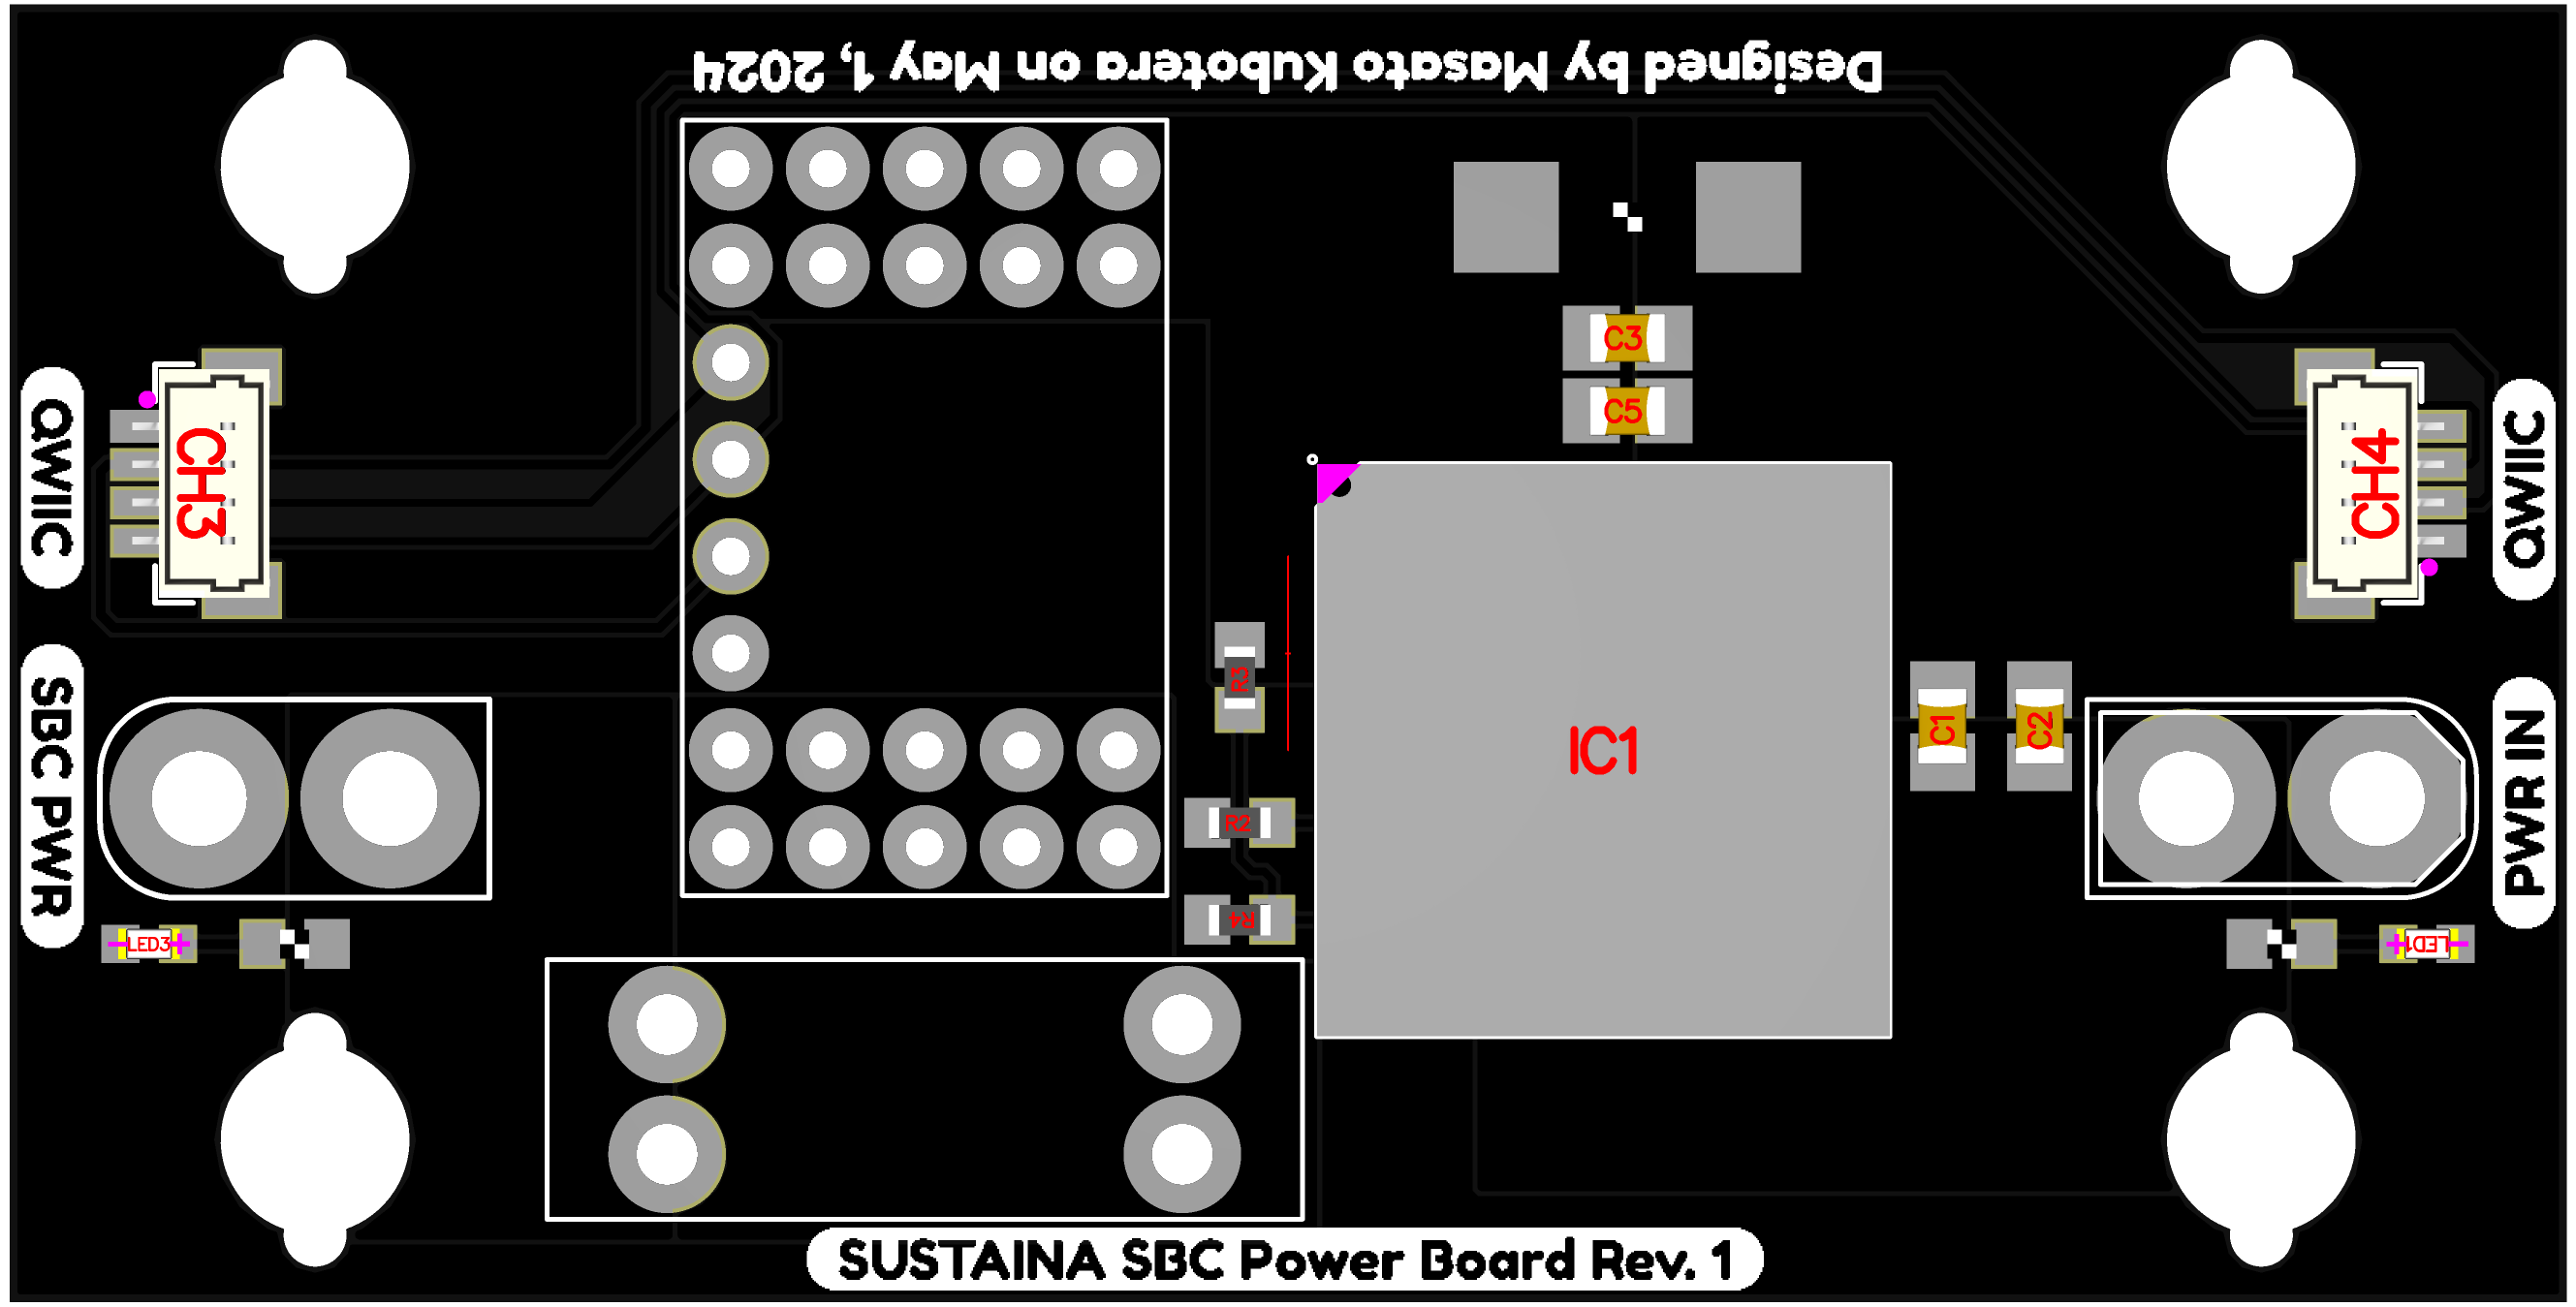 Designed by Masato Kubotera on May 1, 2024
C3
C5
QWIIC
CH3
CH4
QWIIC
R3
IC1
C1
C2
SBC PWR
PWR IN
R2
R4
LED3
LED1
SUSTAINA SBC Power Board Rev. 1